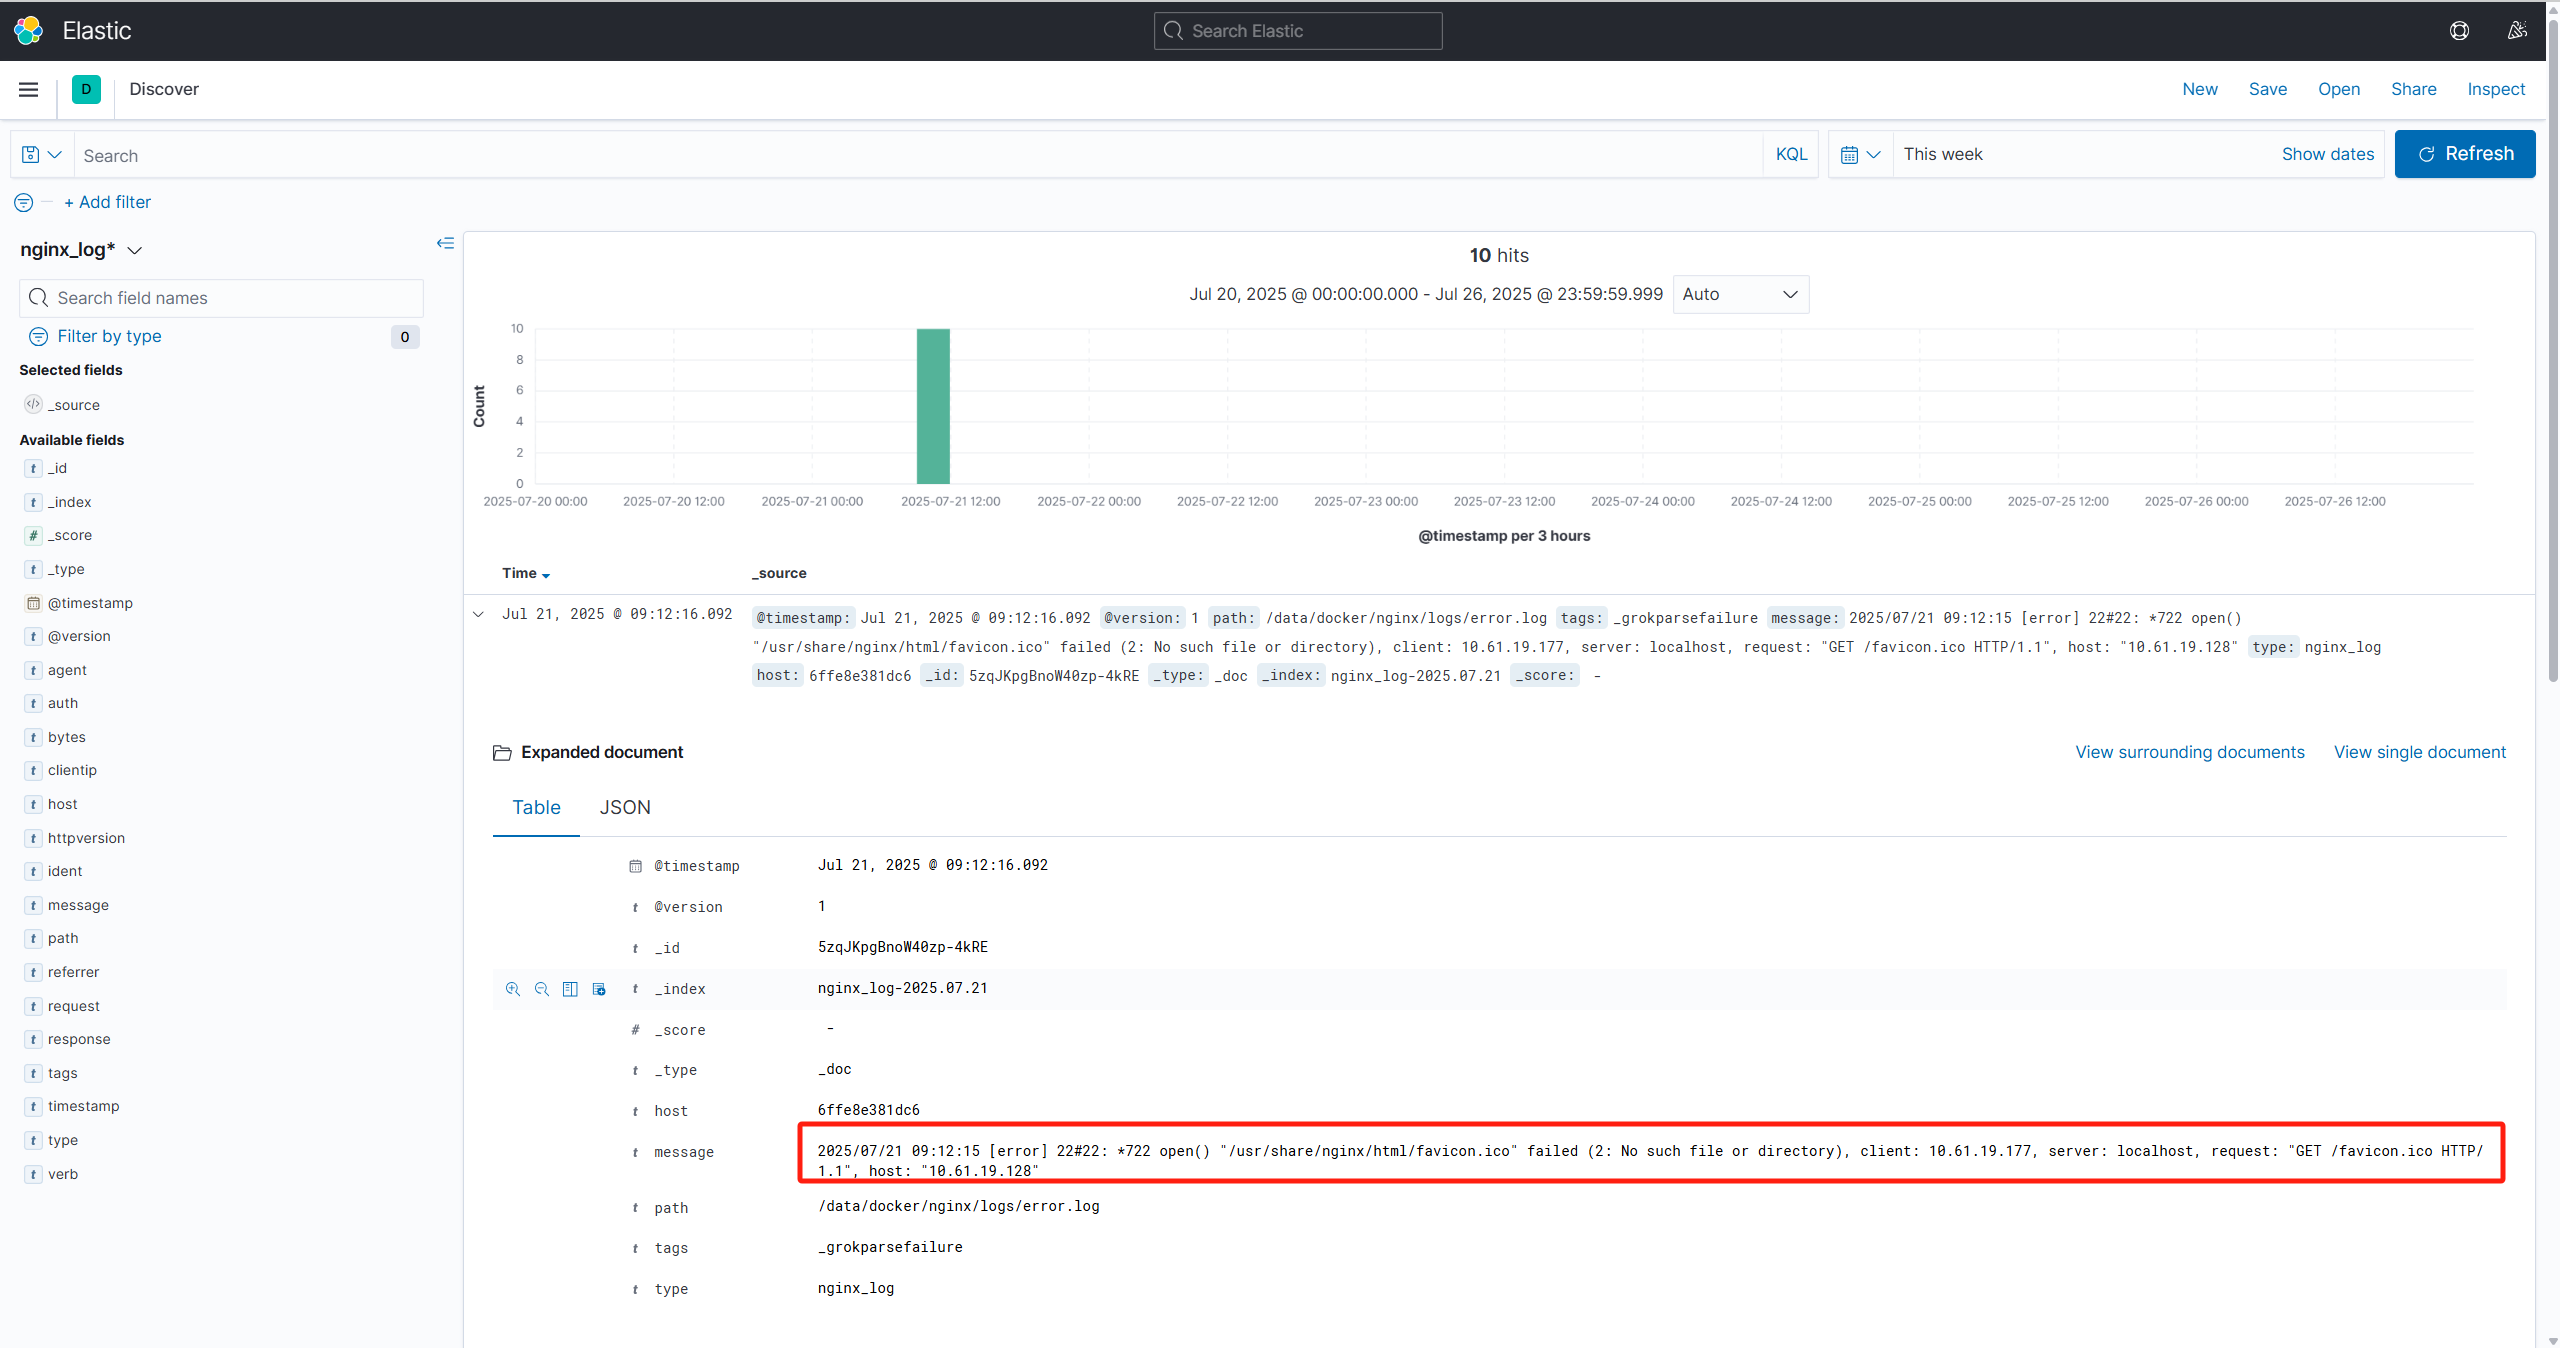 Elastic
Search Elastic
D
Discover
New Save Open Share Inspect
Search
KQL
This week
Show dates
Refresh
+ Add filter
nginx_log*
Search field names
Filter by type 0
Selected fields
_source
Available fields
t _id
t _index
# _score
t _type
@timestamp
t @version
t agent
t auth
t bytes
t clientip
t host
t httpversion
t ident
t message
t path
t referrer
t request
t response
t tags
t timestamp
t type
t verb
10 hits
Jul 20, 2025 @ 00:00:00.000 - Jul 26, 2025 @ 23:59:59.999 Auto
10
8
6
4
2
0
Count
2025-07-20 00:00 2025-07-20 12:00 2025-07-21 00:00 2025-07-21 12:00 2025-07-22 00:00 2025-07-22 12:00 2025-07-23 00:00 2025-07-23 12:00 2025-07-24 00:00 2025-07-24 12:00 2025-07-25 00:00 2025-07-25 12:00 2025-07-26 00:00 2025-07-26 12:00
@timestamp per 3 hours
Time _source
Jul 21, 2025 @ 09:12:16.092 @timestamp: Jul 21, 2025 @ 09:12:16.092 @version: 1 path: /data/docker/nginx/logs/error.log tags: _grokparsefailure message: 2025/07/21 09:12:15 [error] 22#22: *722 open()
"/usr/share/nginx/html/favicon.ico" failed (2: No such file or directory), client: 10.61.19.177, server: localhost, request: "GET /favicon.ico HTTP/1.1", host: "10.61.19.128" type: nginx_log
host: 6ffe8e381dc6 _id: 5zqJKpgBnoW40zp-4kRE _type: _doc _index: nginx_log-2025.07.21 _score: -
Expanded document
View surrounding documents View single document
Table JSON
@timestamp Jul 21, 2025 @ 09:12:16.092
t @version 1
t _id 5zqJKpgBnoW40zp-4kRE
t _index nginx_log-2025.07.21
# _score -
t _type _doc
t host 6ffe8e381dc6
t message 2025/07/21 09:12:15 [error] 22#22: *722 open() "/usr/share/nginx/html/favicon.ico" failed (2: No such file or directory), client: 10.61.19.177, server: localhost, request: "GET /favicon.ico HTTP/
1.1", host: "10.61.19.128"
t path /data/docker/nginx/logs/error.log
t tags _grokparsefailure
t type nginx_log